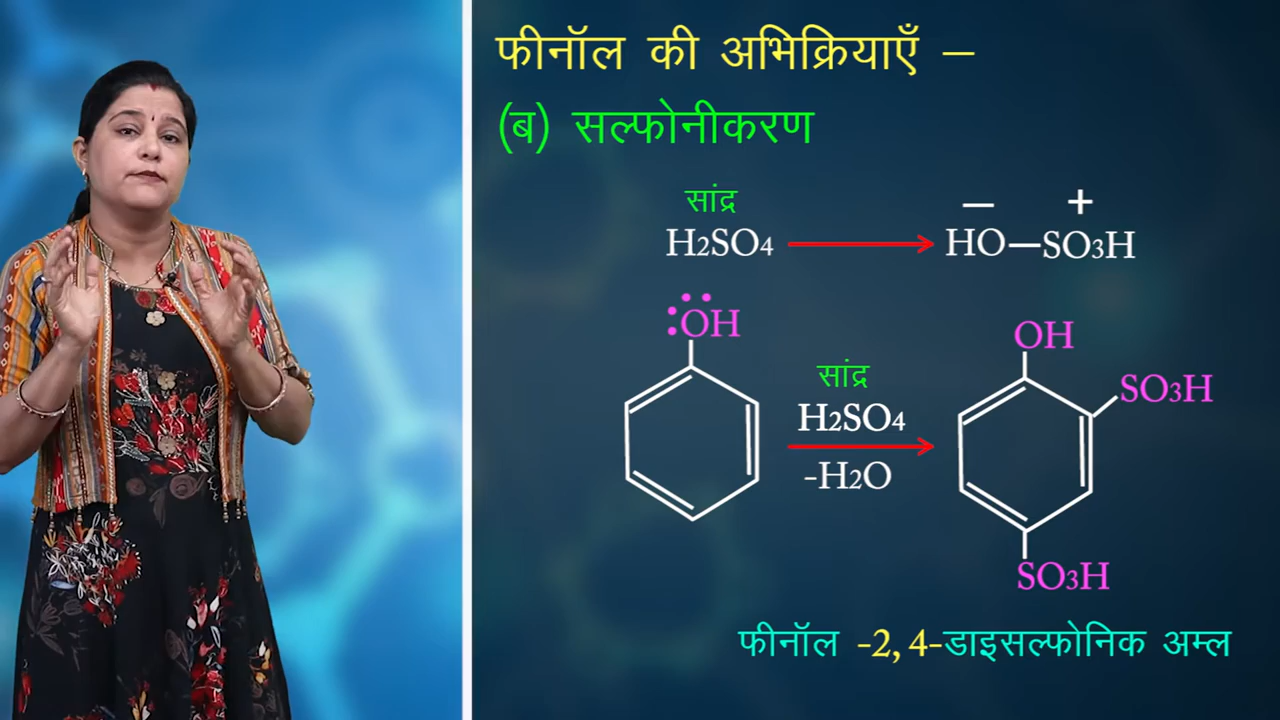 फीनॉल की अभिक्रियाएँ –
(ब) सल्फोनीकरण
सांद्र
− +
H₂SO₄ HO–SO₃H
:ÖH
OH
सांद्र
SO₃H
H₂SO₄
-H₂O
SO₃H
फीनॉल -2,4-डाइसल्फोनिक अम्ल